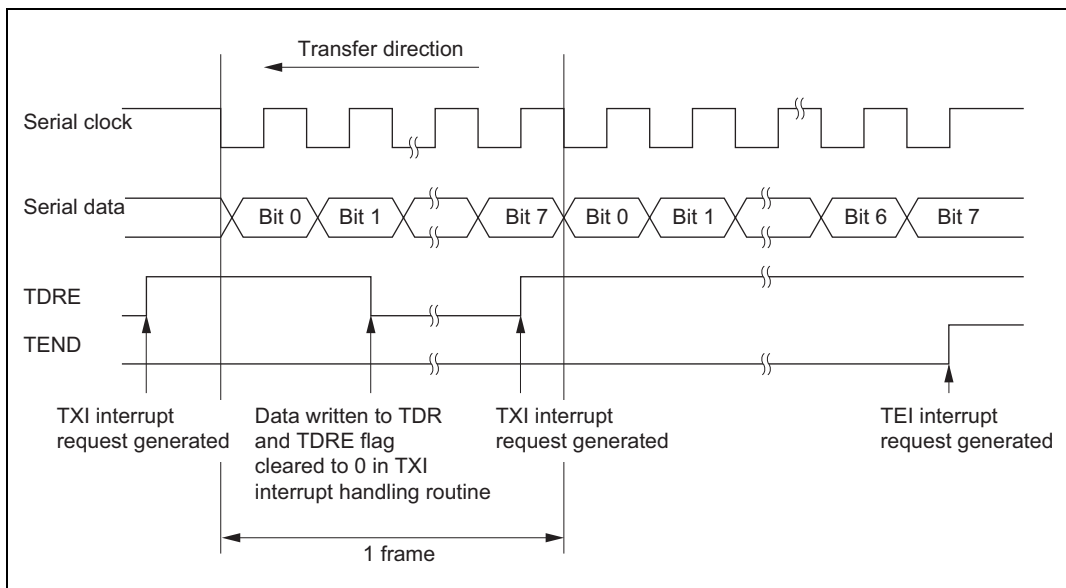 Transfer direction
Serial clock
Serial data
Bit 0
Bit 1
Bit 7
Bit 0
Bit 1
Bit 6
Bit 7
TDRE
TEND
TXI interrupt
request generated
Data written to TDR
and TDRE flag
cleared to 0 in TXI
interrupt handling routine
TXI interrupt
request generated
TEI interrupt
request generated
1 frame